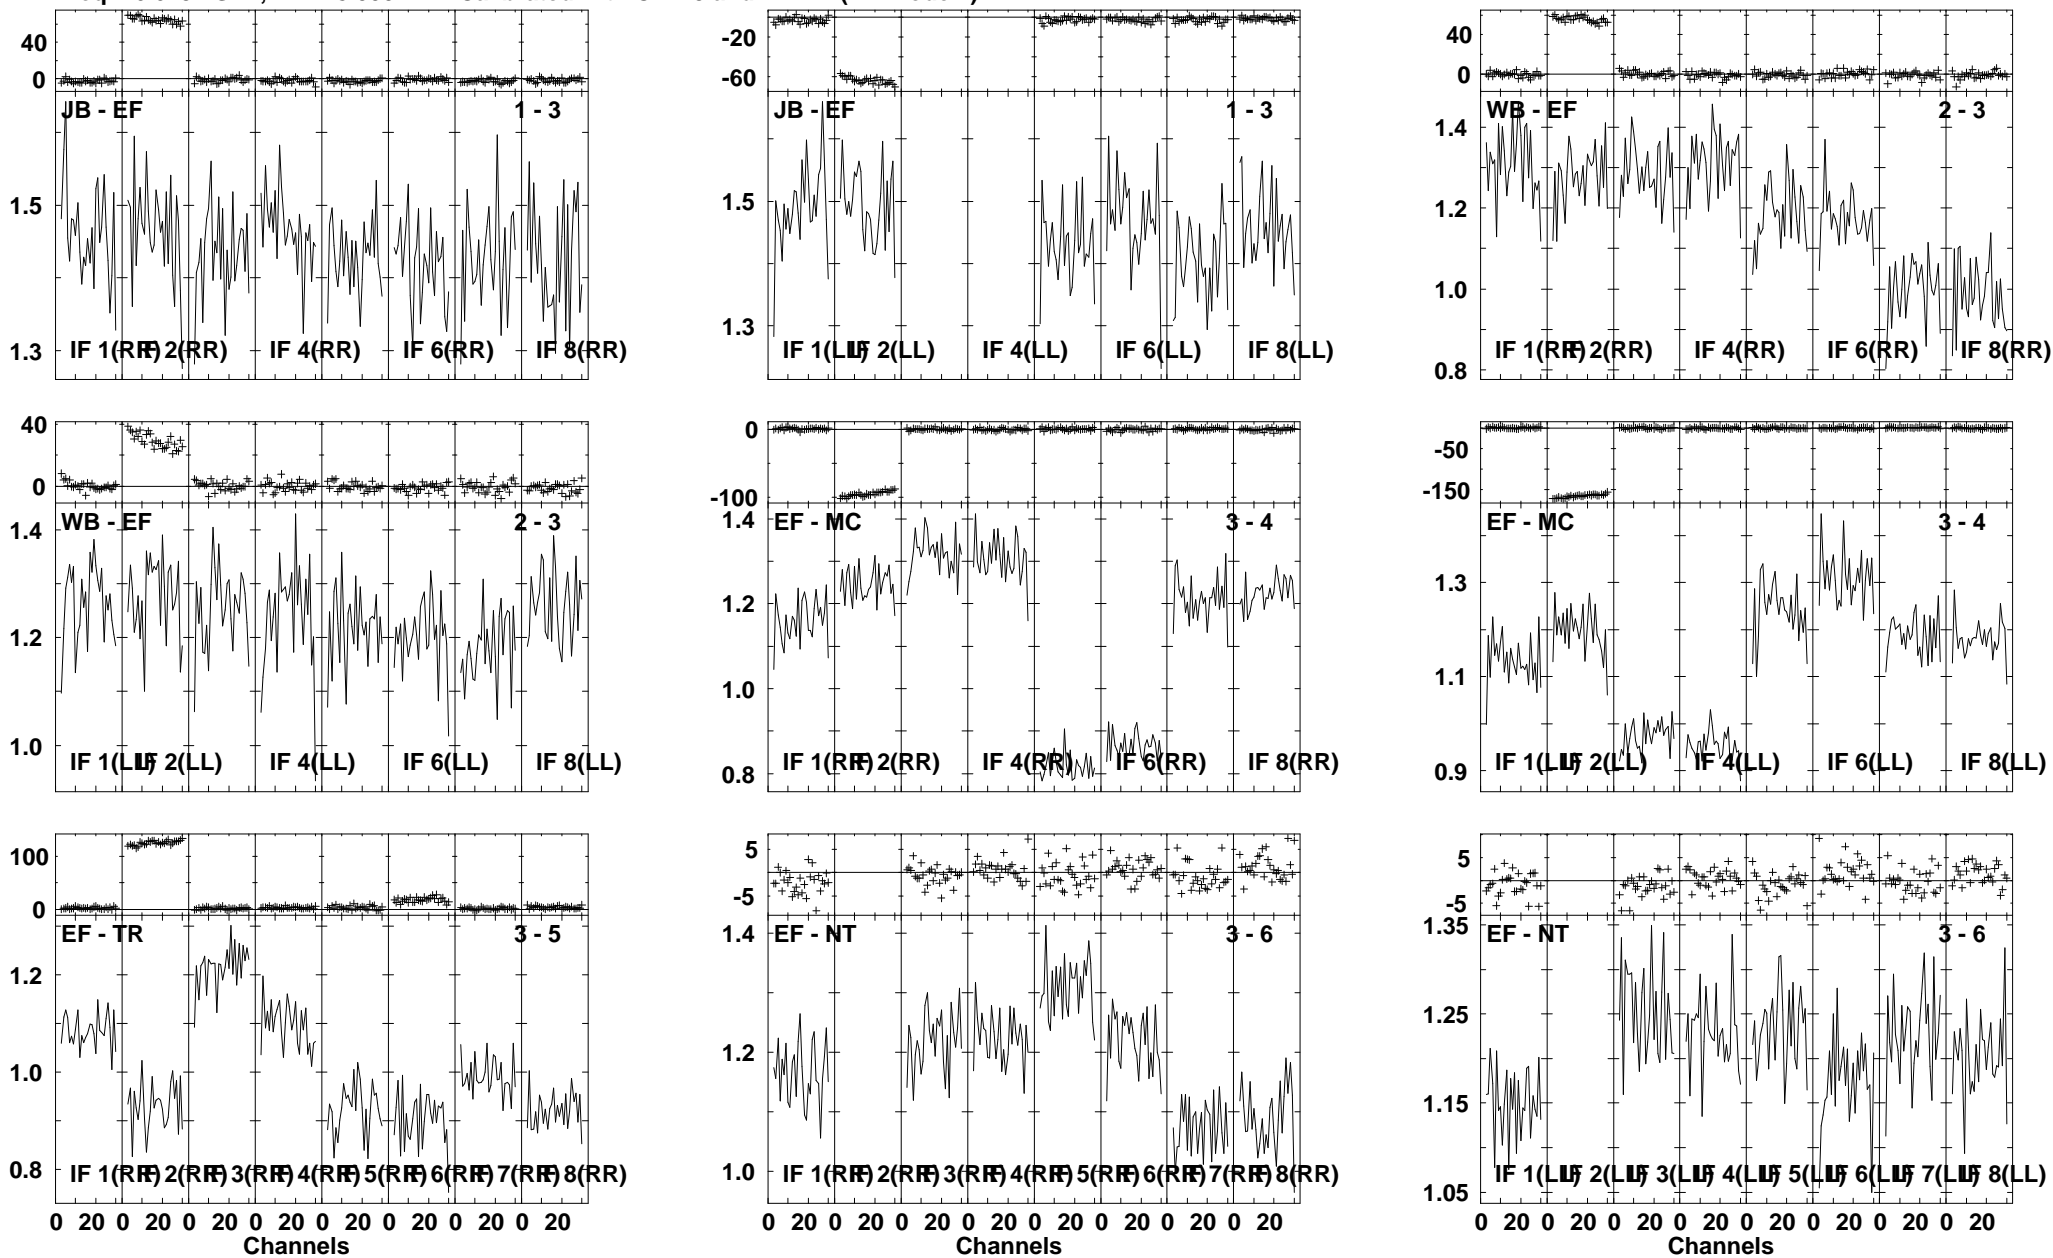 40
0
JB - EF 1 - 3
1.5
1.3
IF 1(RR) IF 2(RR) IF 4(RR) IF 6(RR) IF 8(RR)
-20
-60
JB - EF 1 - 3
1.5
1.3
IF 1(LL) IF 2(LL) IF 4(LL) IF 6(LL) IF 8(LL)
40
0
WB - EF 2 - 3
1.4
1.2
1.0
0.8
IF 1(RR) IF 2(RR) IF 4(RR) IF 6(RR) IF 8(RR)
40
0
WB - EF 2 - 3
1.4
1.2
1.0
IF 1(LL) IF 2(LL) IF 4(LL) IF 6(LL) IF 8(LL)
0
-100
EF - MC 3 - 4
1.4
1.2
1.0
0.8
IF 1(RR) IF 2(RR) IF 4(RR) IF 6(RR) IF 8(RR)
-50
-150
EF - MC 3 - 4
1.3
1.1
0.9
IF 1(LL) IF 2(LL) IF 4(LL) IF 6(LL) IF 8(LL)
100
0
EF - TR 3 - 5
1.2
1.0
0.8
IF 1(RR) IF 2(RR) IF 3(RR) IF 4(RR) IF 5(RR) IF 6(RR) IF 7(RR) IF 8(RR)
0 20 0 20 0 20 0 20 0 20 0 20 0 20 0 20
Channels
5
-5
EF - NT 3 - 6
1.4
1.2
1.0
IF 1(RR) IF 2(RR) IF 3(RR) IF 4(RR) IF 5(RR) IF 6(RR) IF 7(RR) IF 8(RR)
0 20 0 20 0 20 0 20 0 20 0 20 0 20 0 20
Channels
5
-5
EF - NT 3 - 6
1.35
1.25
1.15
1.05
IF 1(LL) IF 2(LL) IF 3(LL) IF 4(LL) IF 5(LL) IF 6(LL) IF 7(LL) IF 8(LL)
0 20 0 20 0 20 0 20 0 20 0 20 0 20 0 20
Channels